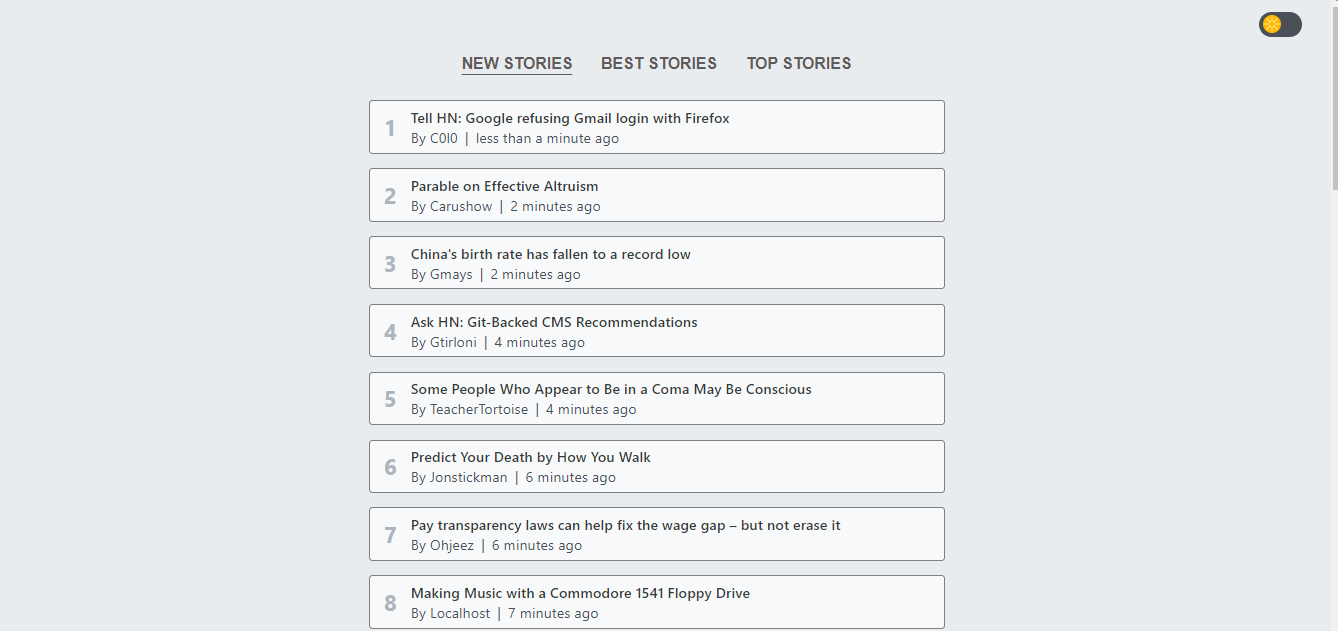 NEW STORIES BEST STORIES TOP STORIES
1
Tell HN: Google refusing Gmail login with Firefox
By C0I0 | less than a minute ago
2
Parable on Effective Altruism
By Carushow | 2 minutes ago
3
China's birth rate has fallen to a record low
By Gmays | 2 minutes ago
4
Ask HN: Git-Backed CMS Recommendations
By Gtirloni | 4 minutes ago
5
Some People Who Appear to Be in a Coma May Be Conscious
By TeacherTortoise | 4 minutes ago
6
Predict Your Death by How You Walk
By Jonstickman | 6 minutes ago
7
Pay transparency laws can help fix the wage gap – but not erase it
By Ohjeez | 6 minutes ago
8
Making Music with a Commodore 1541 Floppy Drive
By Localhost | 7 minutes ago